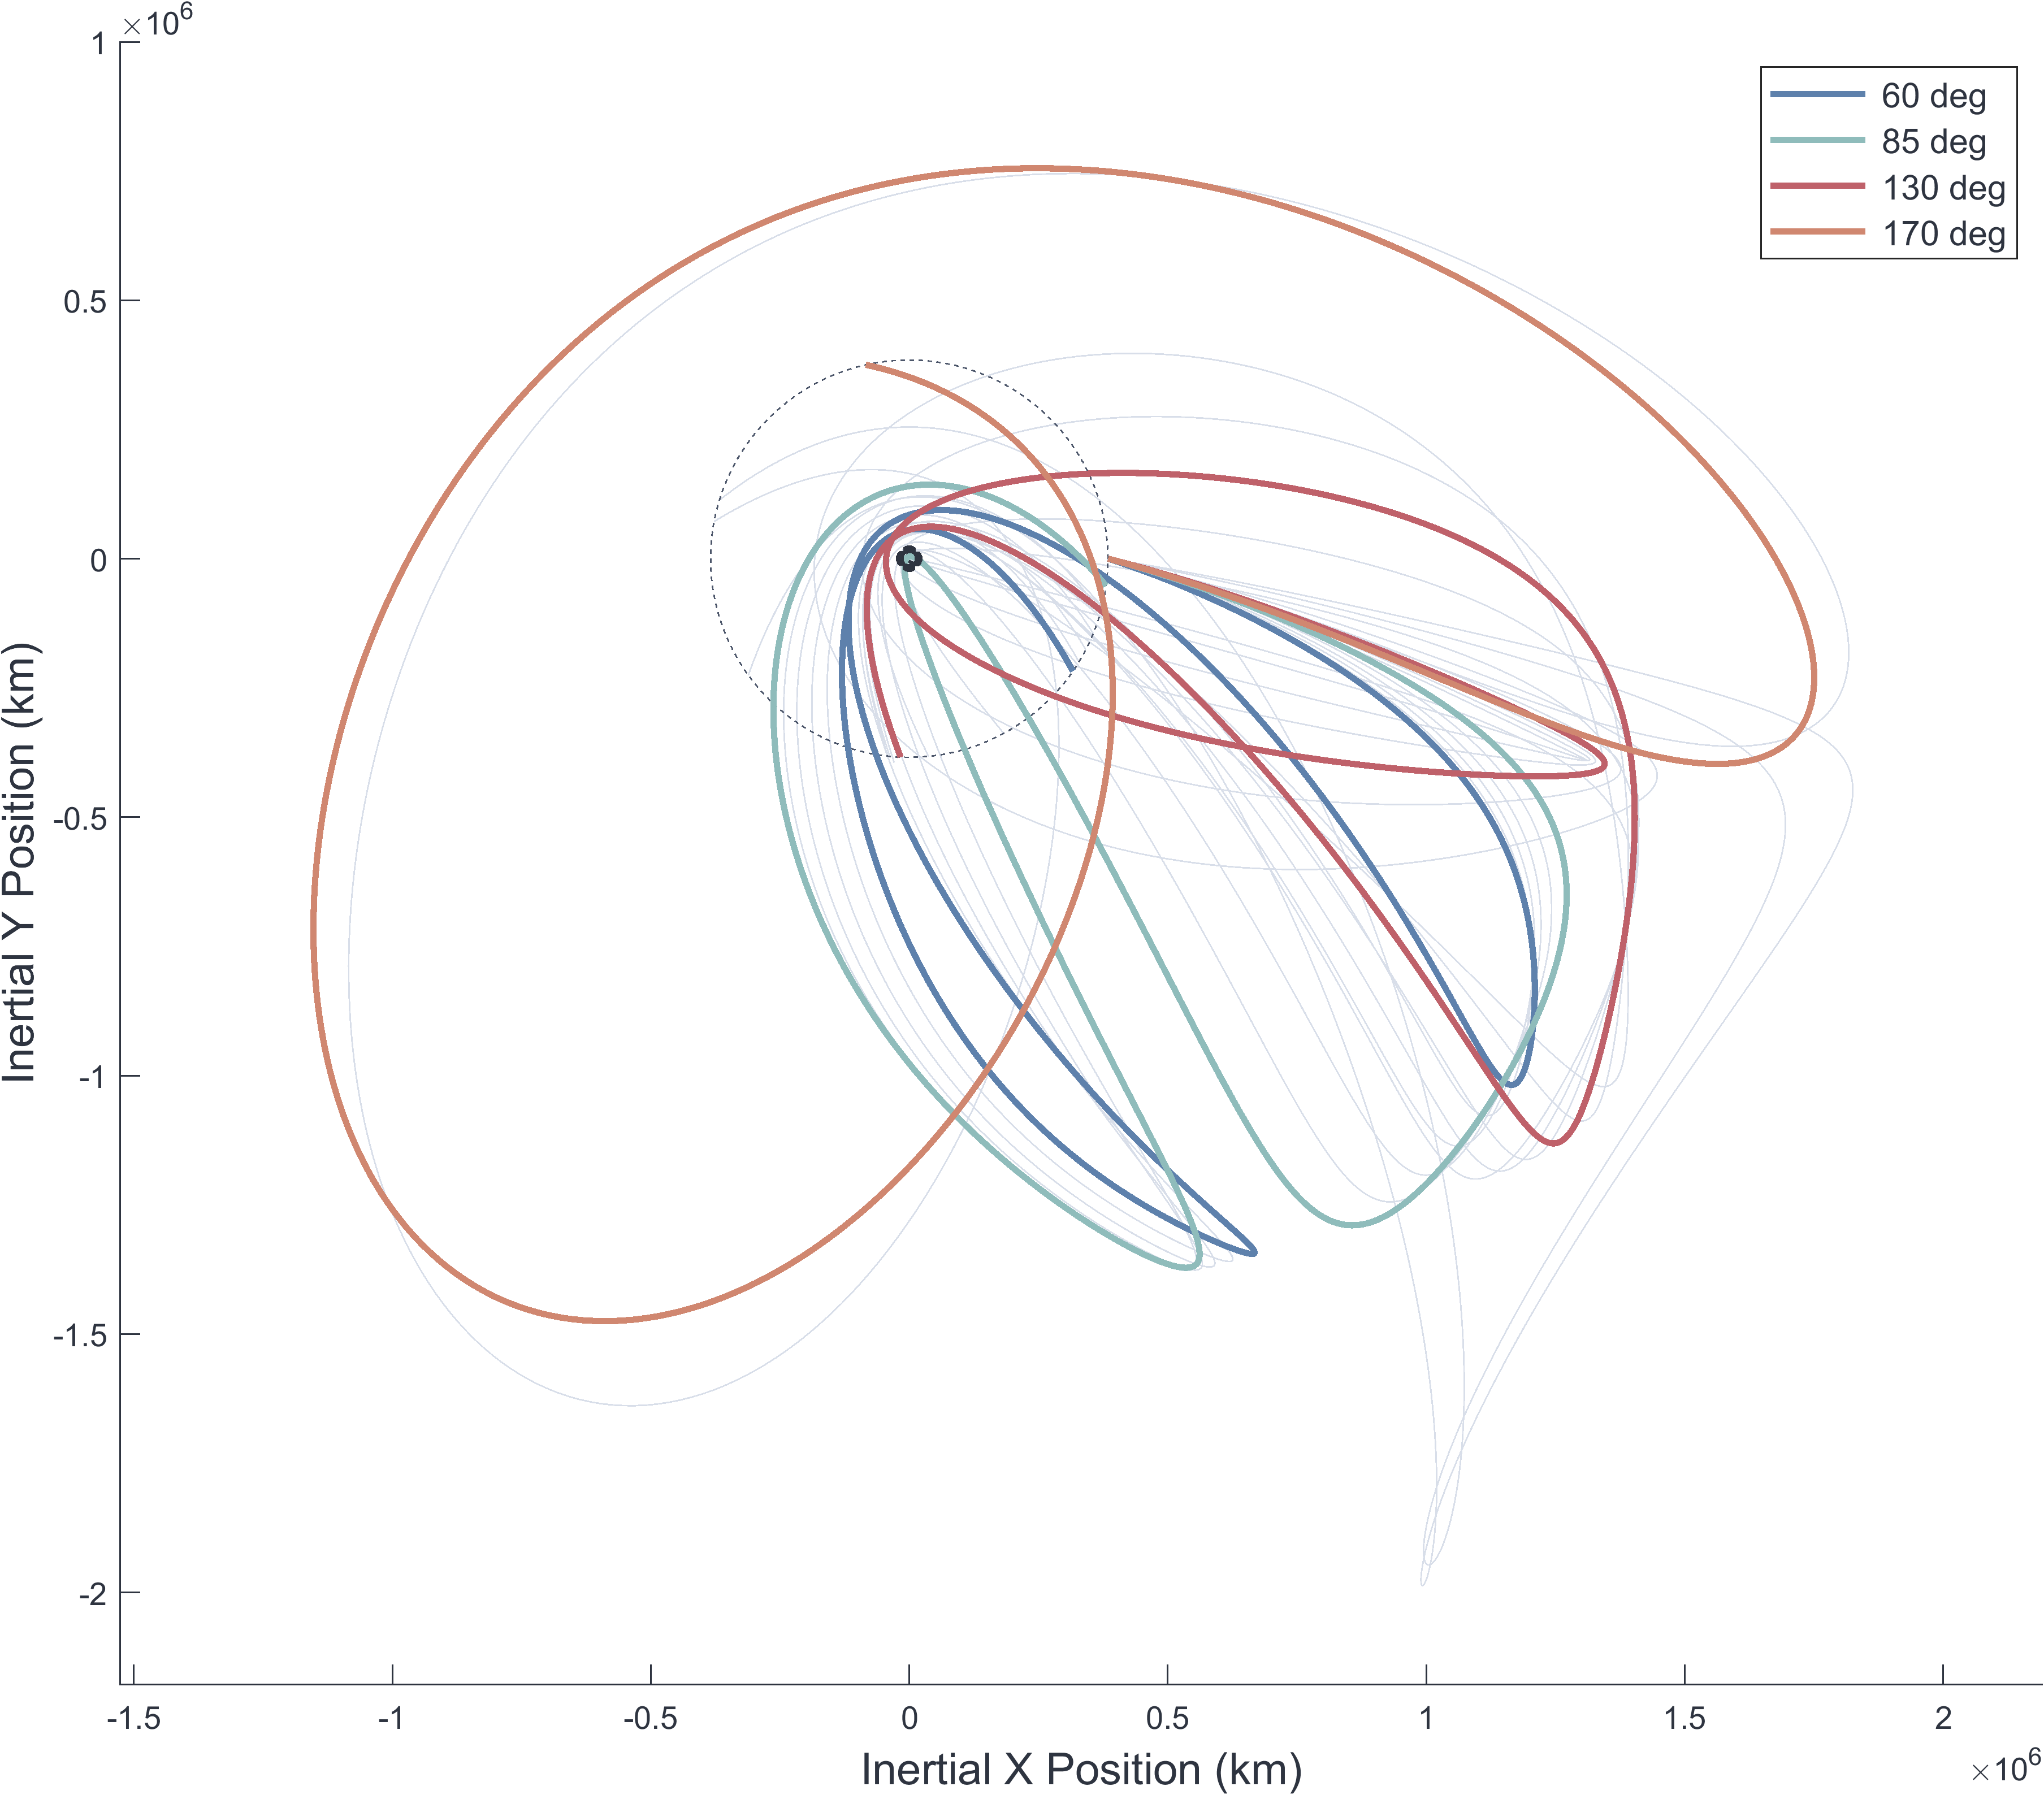 ×10⁶
1
0.5
0
-0.5
-1
-1.5
-2
Inertial Y Position (km)
60 deg
85 deg
130 deg
170 deg
-1.5 -1 -0.5 0 0.5 1 1.5 2
Inertial X Position (km)
×10⁶